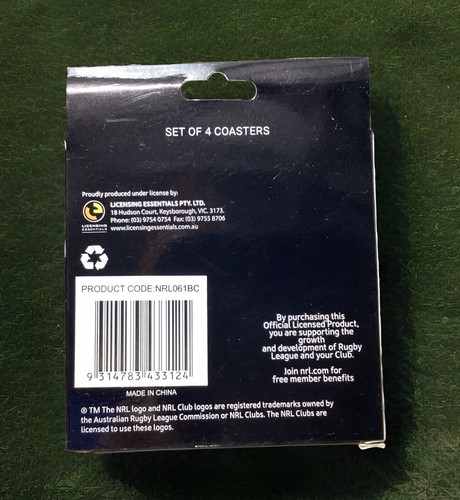 SET OF 4 COASTERS
Proudly produced under license by:
LICENSING ESSENTIALS PTY. LTD.
18 Hudson Court, Keysborough, VIC. 3173.
Phone: (03) 9754 0754 Fax: (03) 9755 8706
www.licensingessentials.com.au
LICENSING
ESSENTIALS
PRODUCT CODE:NRL061BC
9 314783 433124
MADE IN CHINA
By purchasing this
Official Licensed Product,
you are supporting the
growth
and development of Rugby
League and your Club.
Join nrl.com for
free member benefits
® TM The NRL logo and NRL Club logos are registered trademarks owned by
the Australian Rugby League Commission or NRL Clubs. The NRL Clubs are
licensed to use these logos.